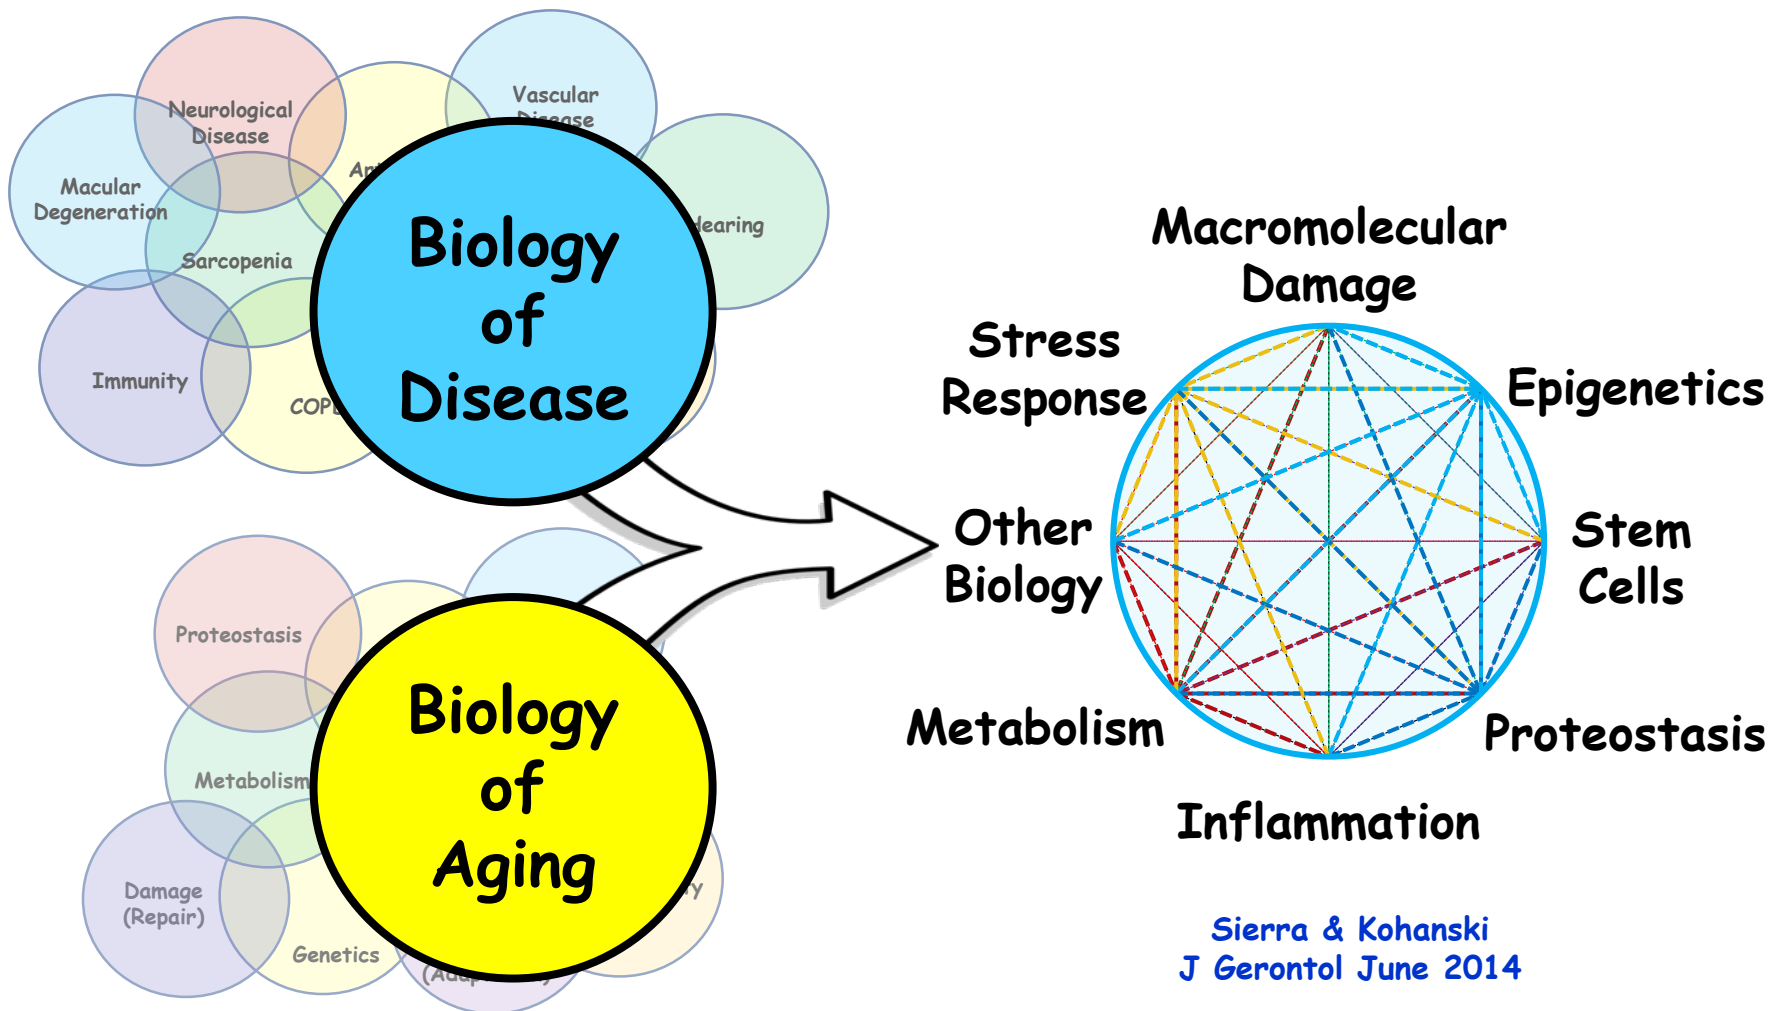 Neurological
Disease
Vascular
Disease
Macular
Degeneration
Sarcopenia
Hearing
Immunity
Biology
of
Disease
Proteostasis
Metabolism
Damage
(Repair)
Genetics
Biology
of
Aging
Macromolecular
Damage
Stress
Response
Epigenetics
Other
Biology
Stem
Cells
Metabolism
Proteostasis
Inflammation
Sierra & Kohanski
J Gerontol June 2014